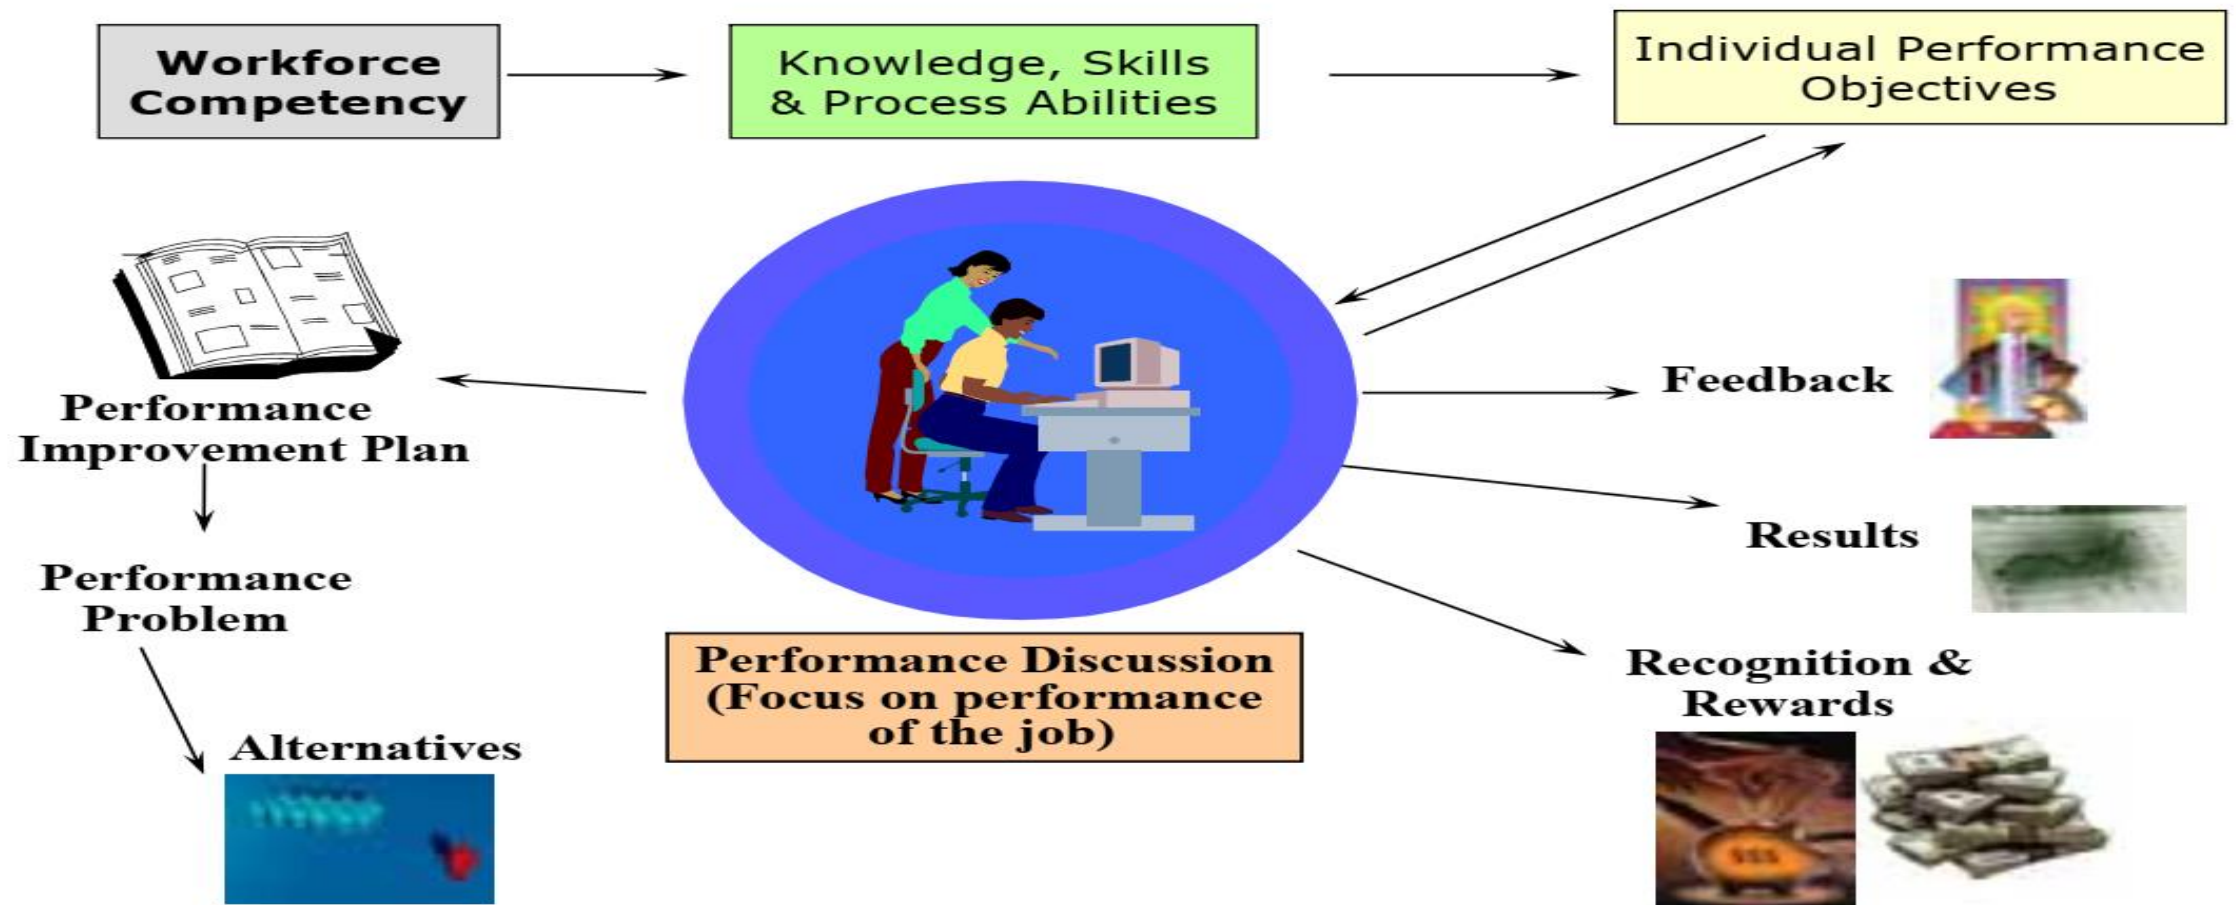 Workforce
Competency
Knowledge, Skills
& Process Abilities
Individual Performance
Objectives
Performance
Improvement Plan
Feedback
Results
Performance
Problem
Performance Discussion
(Focus on performance
of the job)
Recognition &
Rewards
Alternatives
$$$